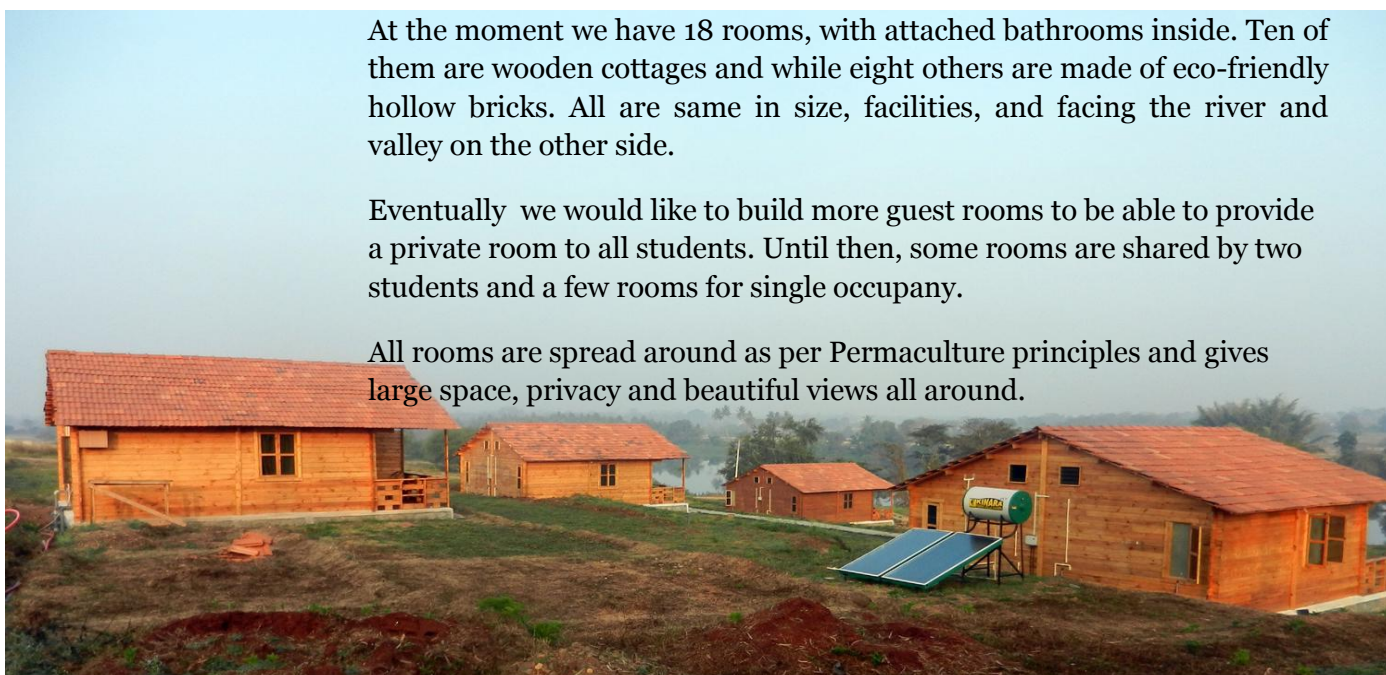 At the moment we have 18 rooms, with attached bathrooms inside. Ten of
them are wooden cottages and while eight others are made of eco-friendly
hollow bricks. All are same in size, facilities, and facing the river and
valley on the other side.
Eventually we would like to build more guest rooms to be able to provide
a private room to all students. Until then, some rooms are shared by two
students and a few rooms for single occupany.
All rooms are spread around as per Permaculture principles and gives
large space, privacy and beautiful views all around.